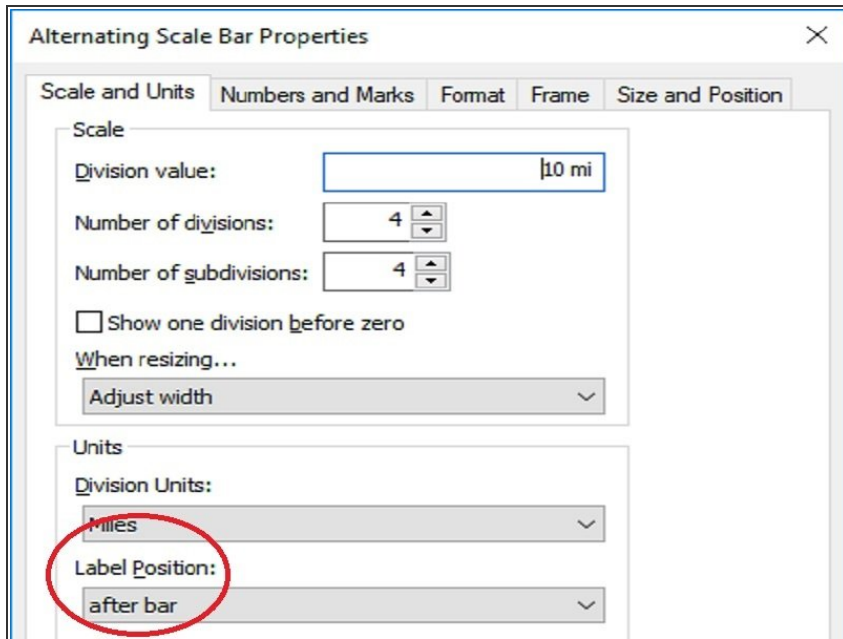 Alternating Scale Bar Properties
Scale and Units Numbers and Marks Format Frame Size and Position
Scale
Division value: 10 mi
Number of divisions: 4
Number of subdivisions: 4
Show one division before zero
When resizing...
Adjust width
Units
Division Units:
Miles
Label Position:
after bar